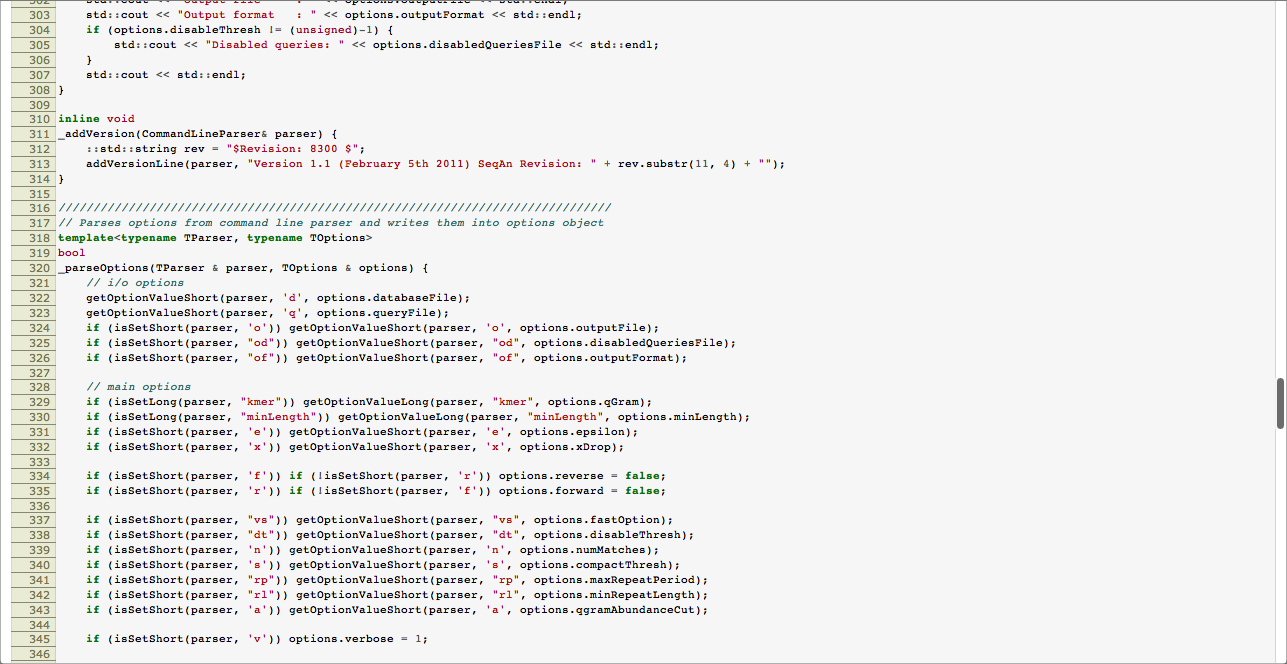 302
303     std::cout << "Output format   : " << options.outputFormat << std::endl;
304     if (options.disableThresh != (unsigned)-1) {
305         std::cout << "Disabled queries: " << options.disabledQueriesFile << std::endl;
306     }
307     std::cout << std::endl;
308 }
309
310 inline void
311 _addVersion(CommandLineParser& parser) {
312     ::std::string rev = "$Revision: 8300 $";
313     addVersionLine(parser, "Version 1.1 (February 5th 2011) SeqAn Revision: " + rev.substr(11, 4) + "");
314 }
315
316 ///////////////////////////////////////////////////////////////////////////////
317 // Parses options from command line parser and writes them into options object
318 template<typename TParser, typename TOptions>
319 bool
320 _parseOptions(TParser & parser, TOptions & options) {
321     // i/o options
322     getOptionValueShort(parser, 'd', options.databaseFile);
323     getOptionValueShort(parser, 'q', options.queryFile);
324     if (isSetShort(parser, 'o')) getOptionValueShort(parser, 'o', options.outputFile);
325     if (isSetShort(parser, "od")) getOptionValueShort(parser, "od", options.disabledQueriesFile);
326     if (isSetShort(parser, "of")) getOptionValueShort(parser, "of", options.outputFormat);
327
328     // main options
329     if (isSetLong(parser, "kmer")) getOptionValueLong(parser, "kmer", options.qGram);
330     if (isSetLong(parser, "minLength")) getOptionValueLong(parser, "minLength", options.minLength);
331     if (isSetShort(parser, 'e')) getOptionValueShort(parser, 'e', options.epsilon);
332     if (isSetShort(parser, 'x')) getOptionValueShort(parser, 'x', options.xDrop);
333
334     if (isSetShort(parser, 'f')) if (!isSetShort(parser, 'r')) options.reverse = false;
335     if (isSetShort(parser, 'r')) if (!isSetShort(parser, 'f')) options.forward = false;
336
337     if (isSetShort(parser, "vs")) getOptionValueShort(parser, "vs", options.fastOption);
338     if (isSetShort(parser, "dt")) getOptionValueShort(parser, "dt", options.disableThresh);
339     if (isSetShort(parser, 'n')) getOptionValueShort(parser, 'n', options.numMatches);
340     if (isSetShort(parser, 's')) getOptionValueShort(parser, 's', options.compactThresh);
341     if (isSetShort(parser, "rp")) getOptionValueShort(parser, "rp", options.maxRepeatPeriod);
342     if (isSetShort(parser, "rl")) getOptionValueShort(parser, "rl", options.minRepeatLength);
343     if (isSetShort(parser, 'a')) getOptionValueShort(parser, 'a', options.qgramAbundanceCut);
344
345     if (isSetShort(parser, 'v')) options.verbose = 1;
346